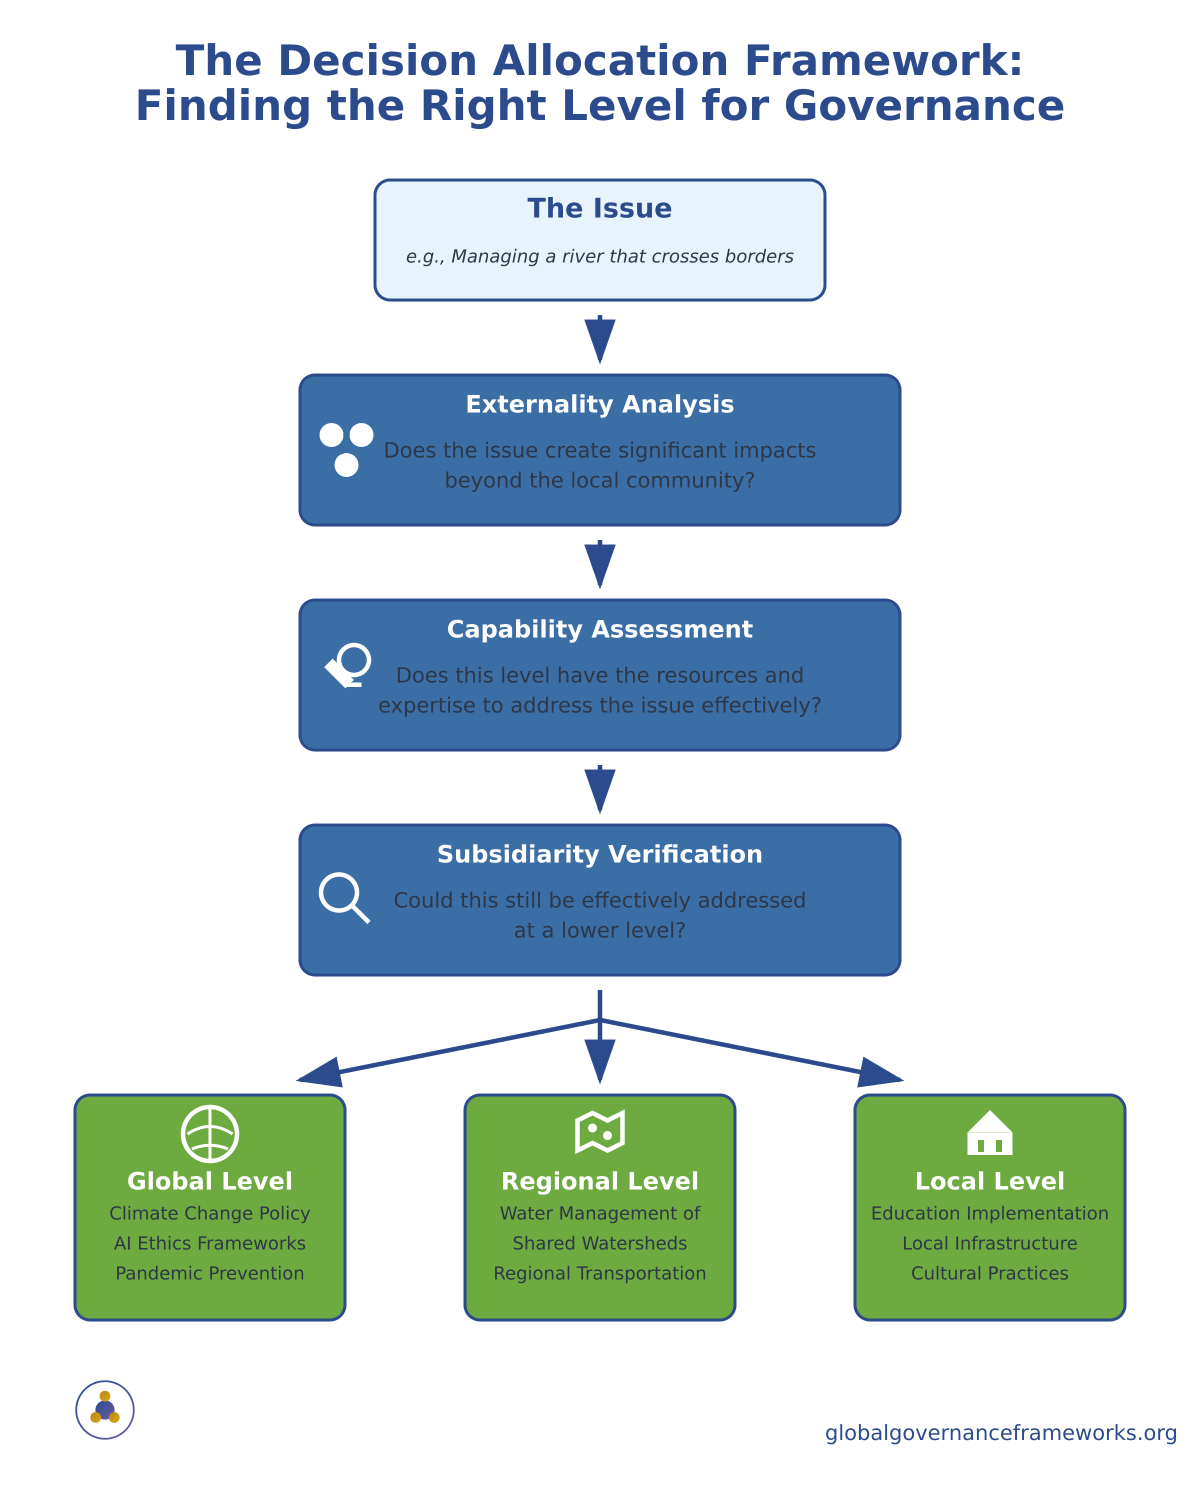 The Decision Allocation Framework:
Finding the Right Level for Governance
The Issue
e.g., Managing a river that crosses borders
Externality Analysis
Does the issue create significant impacts
beyond the local community?
Capability Assessment
Does this level have the resources and
expertise to address the issue effectively?
Subsidiarity Verification
Could this still be effectively addressed
at a lower level?
Global Level
Climate Change Policy
AI Ethics Frameworks
Pandemic Prevention
Regional Level
Water Management of
Shared Watersheds
Regional Transportation
Local Level
Education Implementation
Local Infrastructure
Cultural Practices
globalgovernanceframeworks.org